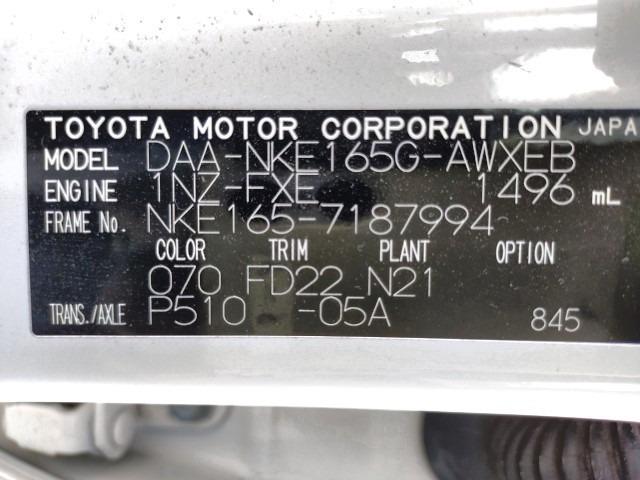 TOYOTA MOTOR CORPORATION JAPA
MODEL DAA-NKE165G-AWXEB
ENGINE 1NZ-FXE 1496 mL
FRAME No. NKE165-7187994
COLOR TRIM PLANT OPTION
070 FD22 N21
TRANS./AXLE P510 -05A 845